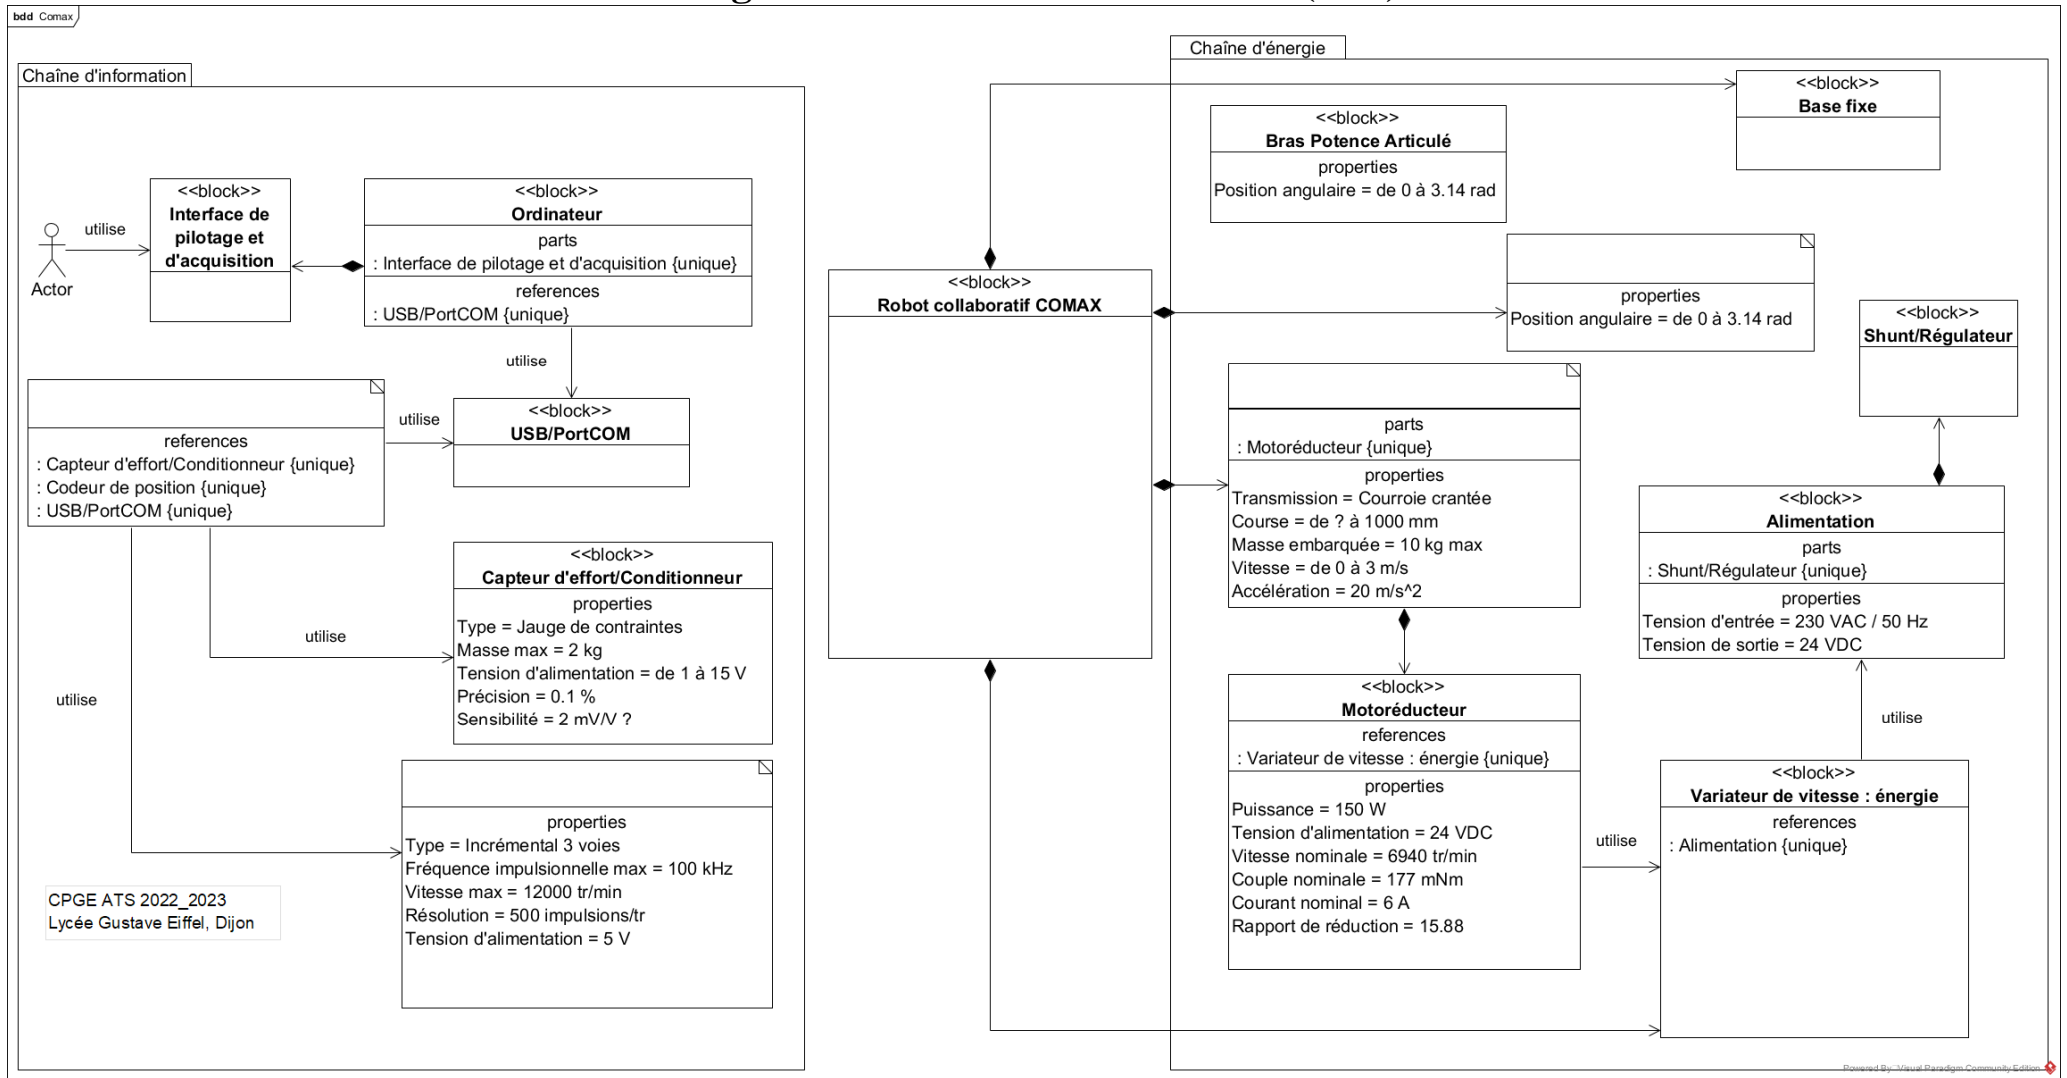 bdd Comax
Chaîne d'information
Actor
utilise
<<block>>
Interface de
pilotage et
d'acquisition
<<block>>
Ordinateur
parts
: Interface de pilotage et d'acquisition {unique}
references
: USB/PortCOM {unique}
utilise
references
: Capteur d'effort/Conditionneur {unique}
: Codeur de position {unique}
: USB/PortCOM {unique}
utilise
<<block>>
USB/PortCOM
utilise
<<block>>
Capteur d'effort/Conditionneur
properties
Type = Jauge de contraintes
Masse max = 2 kg
Tension d'alimentation = de 1 à 15 V
Précision = 0.1 %
Sensibilité = 2 mV/V ?
utilise
properties
Type = Incrémental 3 voies
Fréquence impulsionnelle max = 100 kHz
Vitesse max = 12000 tr/min
Résolution = 500 impulsions/tr
Tension d'alimentation = 5 V
CPGE ATS 2022_2023
Lycée Gustave Eiffel, Dijon
<<block>>
Robot collaboratif COMAX
Chaîne d'énergie
<<block>>
Base fixe
<<block>>
Bras Potence Articulé
properties
Position angulaire = de 0 à 3.14 rad
properties
Position angulaire = de 0 à 3.14 rad
<<block>>
Shunt/Régulateur
parts
: Motoréducteur {unique}
properties
Transmission = Courroie crantée
Course = de ? à 1000 mm
Masse embarquée = 10 kg max
Vitesse = de 0 à 3 m/s
Accélération = 20 m/s^2
<<block>>
Alimentation
parts
: Shunt/Régulateur {unique}
properties
Tension d'entrée = 230 VAC / 50 Hz
Tension de sortie = 24 VDC
<<block>>
Motoréducteur
references
: Variateur de vitesse : énergie {unique}
properties
Puissance = 150 W
Tension d'alimentation = 24 VDC
Vitesse nominale = 6940 tr/min
Couple nominale = 177 mNm
Courant nominal = 6 A
Rapport de réduction = 15.88
utilise
utilise
<<block>>
Variateur de vitesse : énergie
references
: Alimentation {unique}
Powered By Visual Paradigm Community Edition